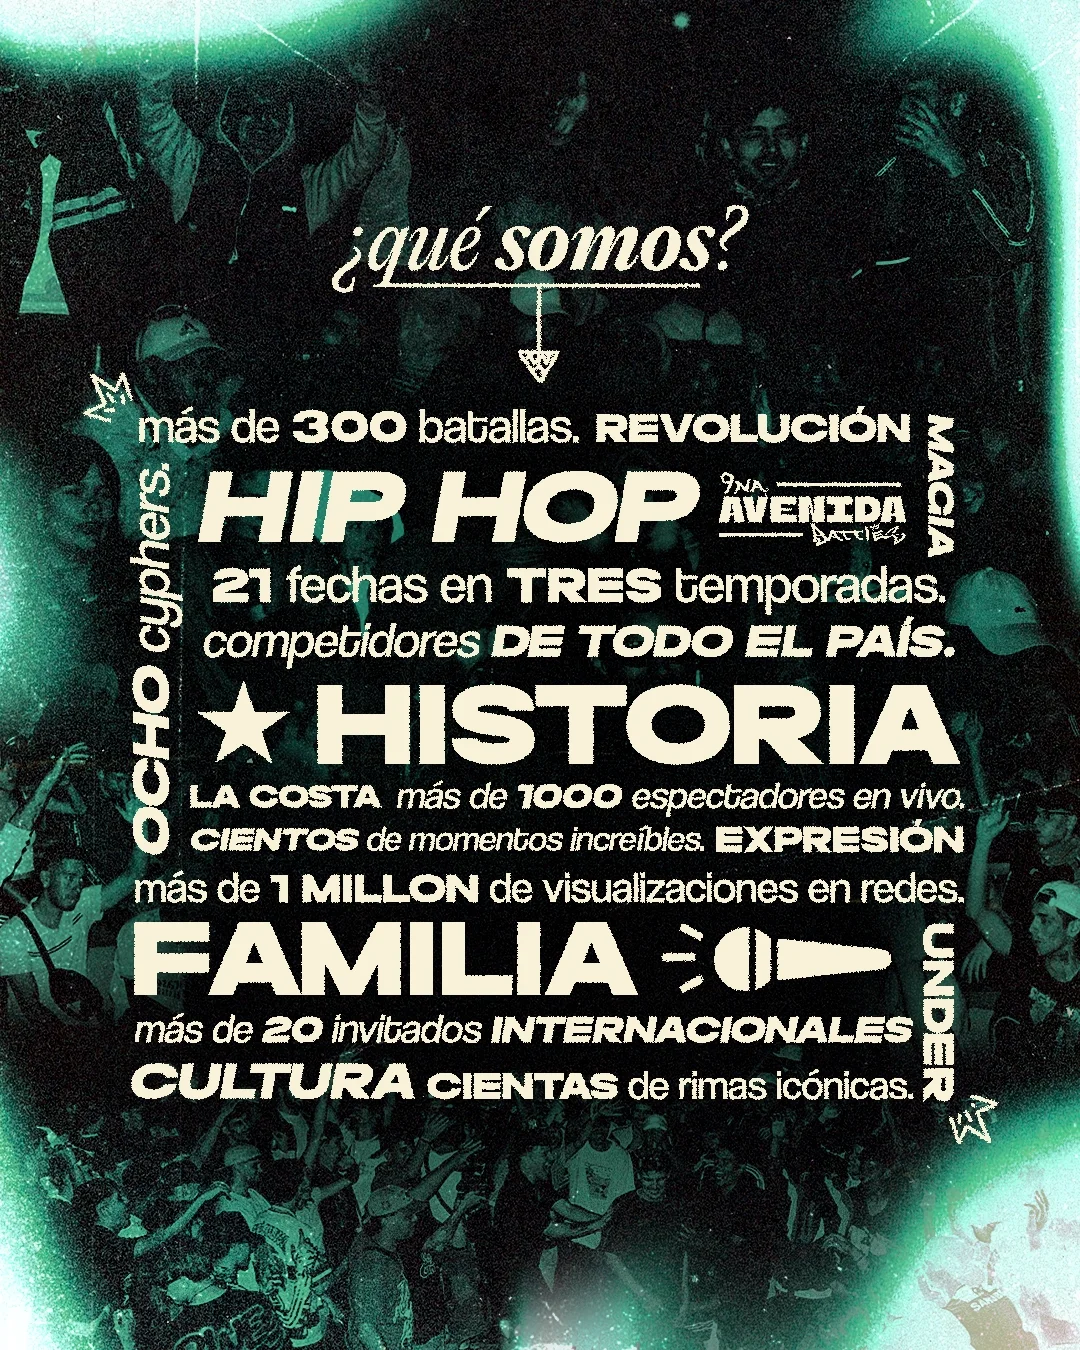 ¿qué somos?
más de 300 batallas. REVOLUCIÓN
MAGIA
OCHO cyphers.
HIP HOP
9NA
AVENIDA
BATTLES
21 fechas en TRES temporadas.
competidores DE TODO EL PAÍS.
HISTORIA
LA COSTA más de 1000 espectadores en vivo.
CIENTOS de momentos increíbles. EXPRESIÓN
más de 1 MILLON de visualizaciones en redes.
FAMILIA
UNDER
más de 20 invitados INTERNACIONALES
CULTURA CIENTAS de rimas icónicas.